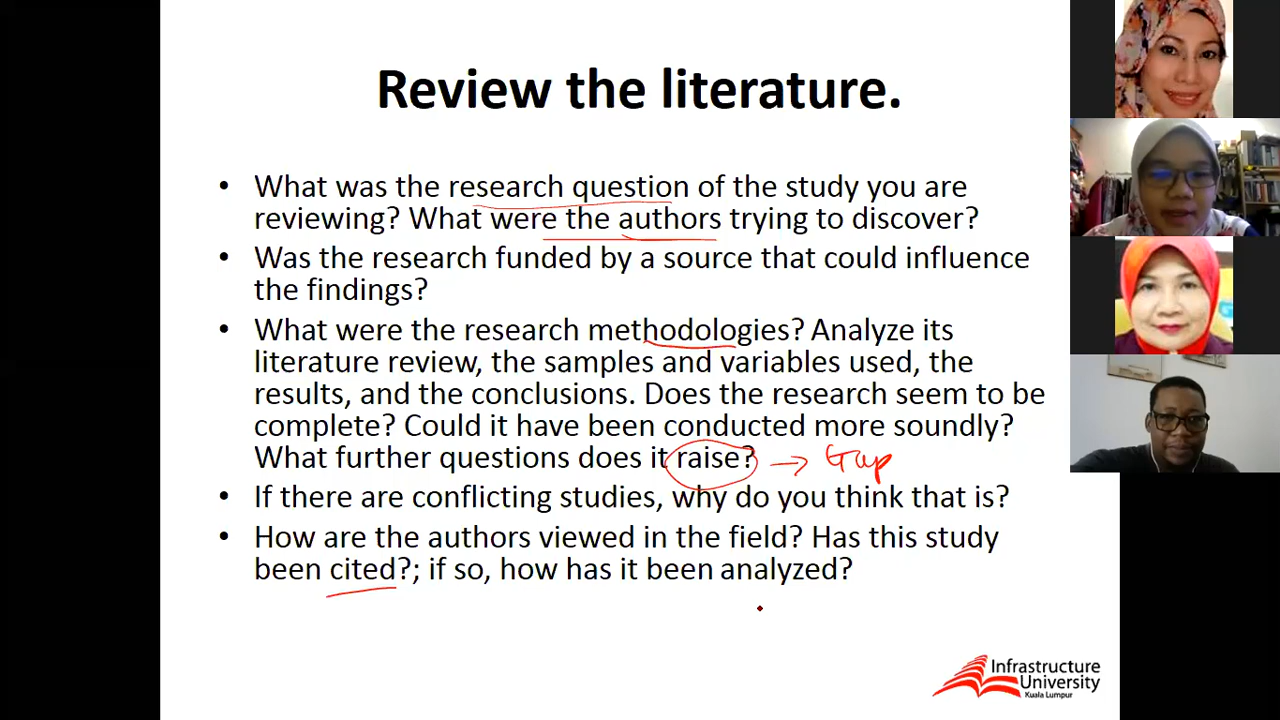 Review the literature.
• What was the research question of the study you are
reviewing? What were the authors trying to discover?
• Was the research funded by a source that could influence
the findings?
• What were the research methodologies? Analyze its
literature review, the samples and variables used, the
results, and the conclusions. Does the research seem to be
complete? Could it have been conducted more soundly?
What further questions does it raise? → Gap
• If there are conflicting studies, why do you think that is?
• How are the authors viewed in the field? Has this study
been cited?; if so, how has it been analyzed?
Infrastructure
University
Kuala Lumpur